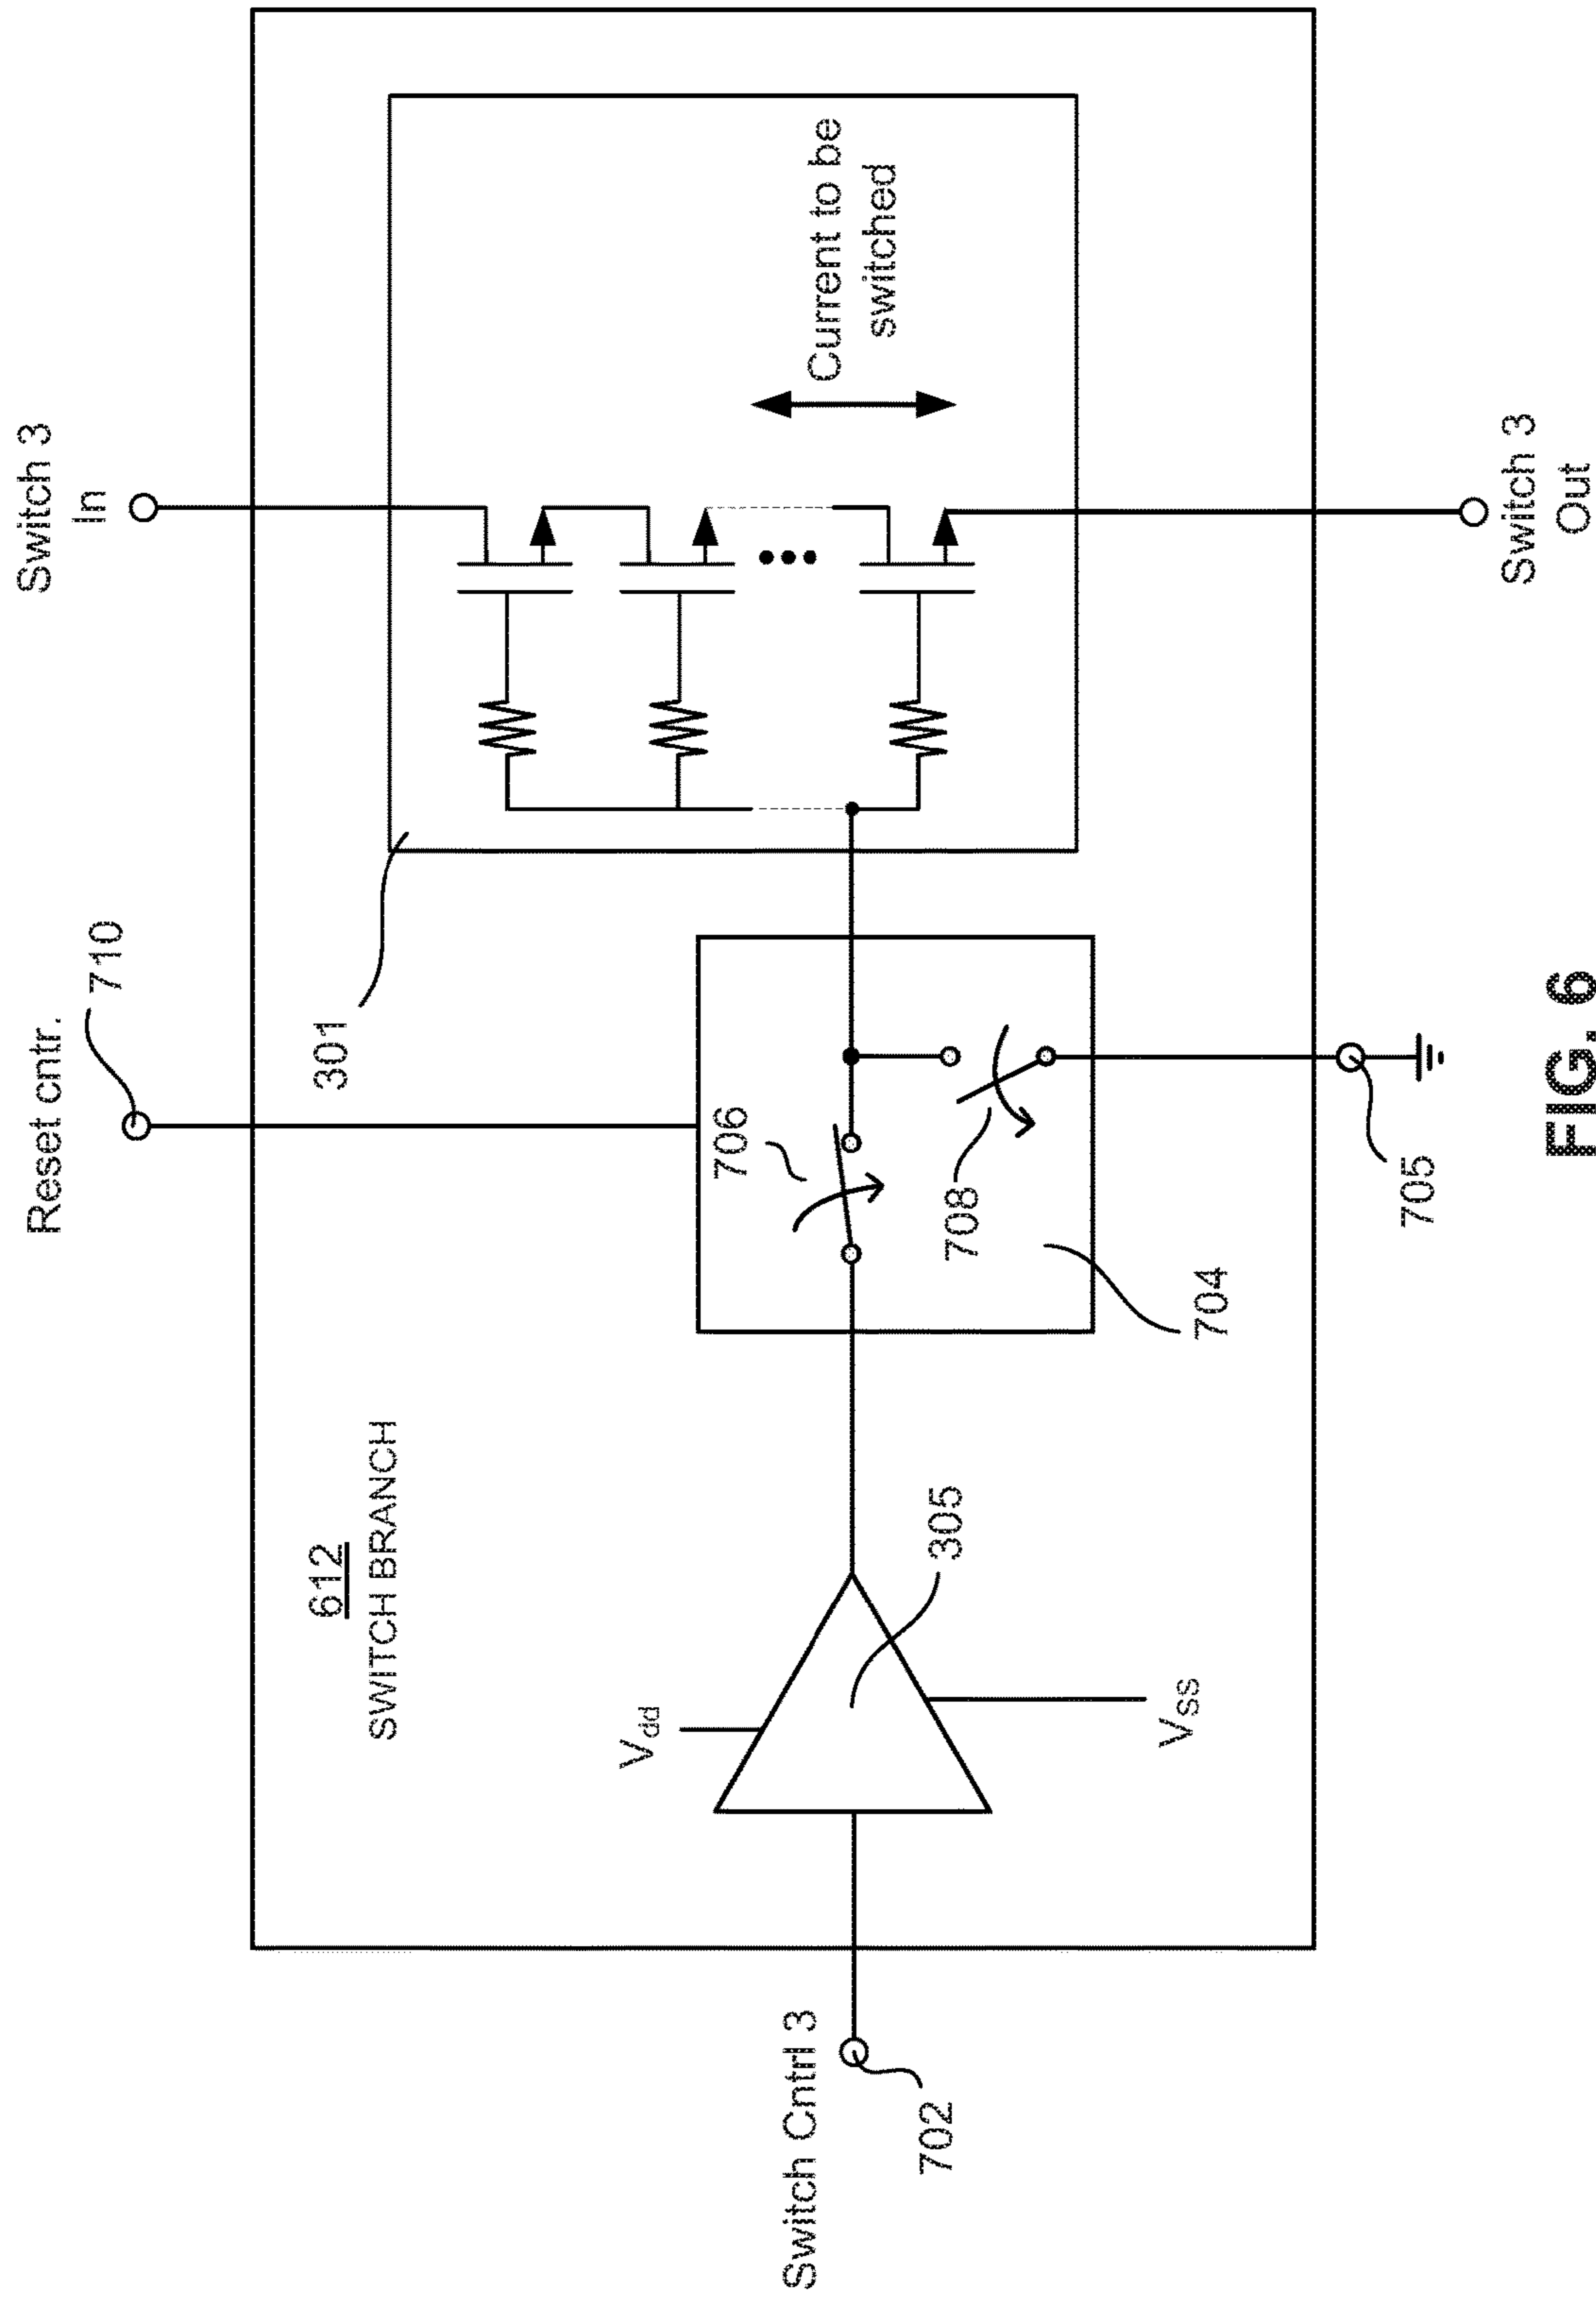 Switch 3
In
Reset cntr.
710
301
Current to be
switched
612
SWITCH BRANCH
706
708
704
305
Vdd
Vss
Switch Cntrl 3
702
705
Switch 3
Out
FIG. 6